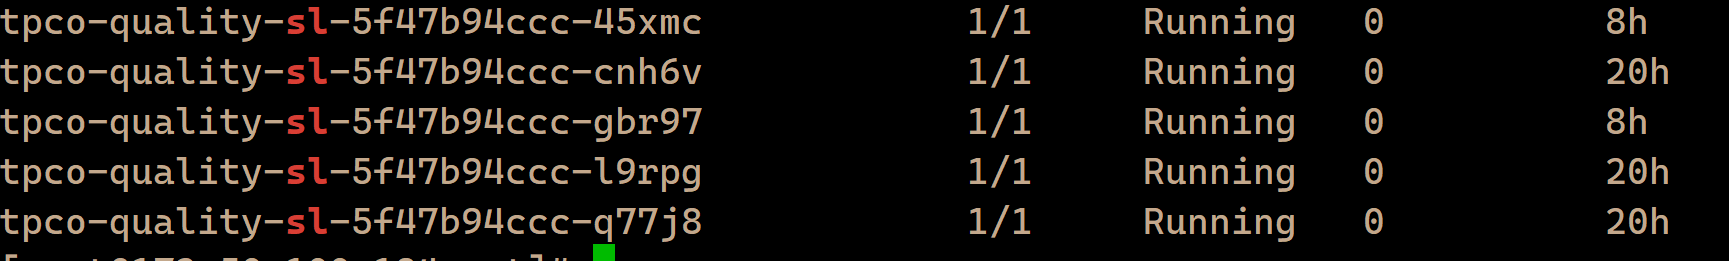 tpco-quality-sl-5f47b94ccc-45xmc 1/1 Running 0 8h
tpco-quality-sl-5f47b94ccc-cnh6v 1/1 Running 0 20h
tpco-quality-sl-5f47b94ccc-gbr97 1/1 Running 0 8h
tpco-quality-sl-5f47b94ccc-l9rpg 1/1 Running 0 20h
tpco-quality-sl-5f47b94ccc-q77j8 1/1 Running 0 20h